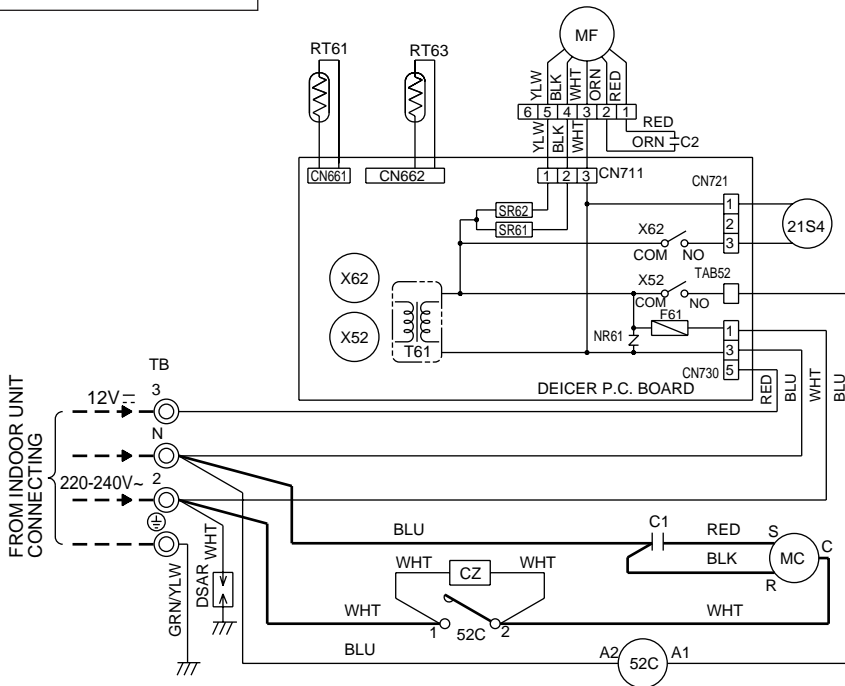 MF
RT61 RT63
YLW BLK WHT ORN RED
6 5 4 3 2 1
RED
ORN C2
YLW BLK WHT
CN661 CN662
1 2 3 CN711
CN721
1
2
3
SR62
SR61
21S4
X62
COM NO
X62
X52 TAB52
COM NO
X52
T61
F61
NR61
1
3
5
CN730
DEICER P.C. BOARD
RED BLU WHT BLU
TB
3
12V
N
220-240V~ 2
FROM INDOOR UNIT
CONNECTING
GRN/YLW
DSAR
WHT
BLU
C1
RED S
BLK
R
MC
C
WHT CZ WHT
WHT
1 52C 2
WHT
BLU
A2 52C A1